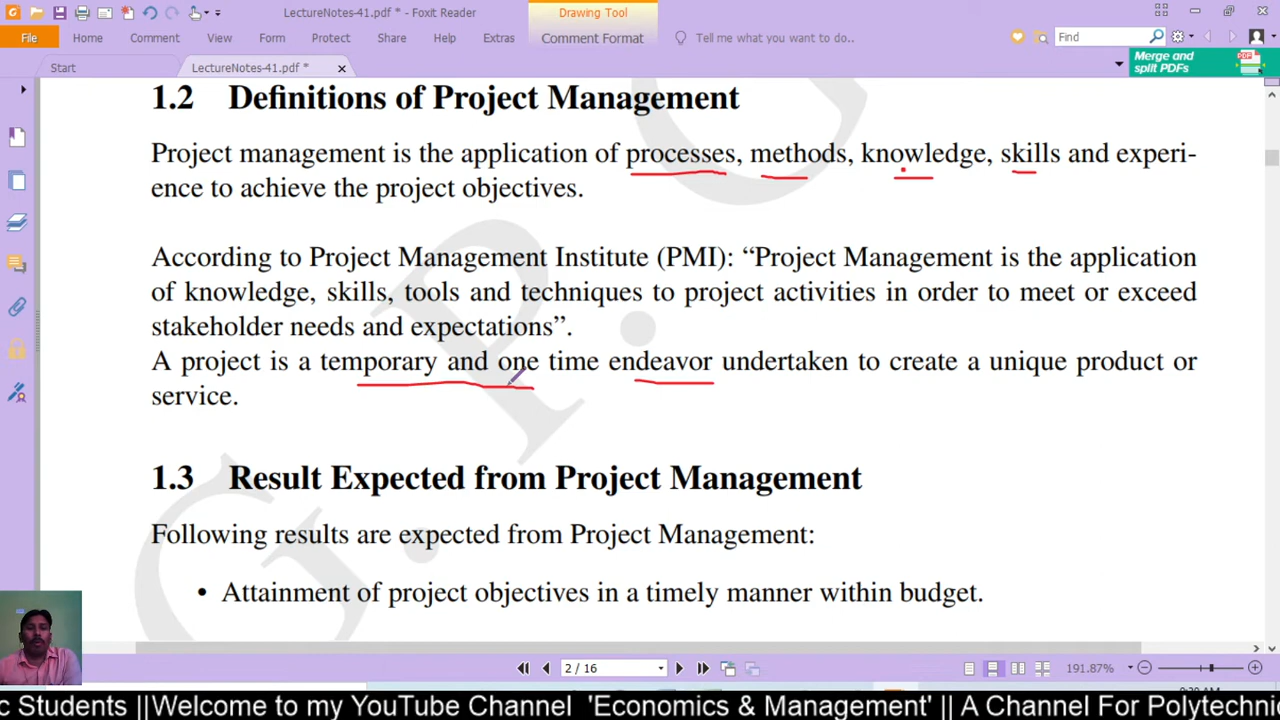 LectureNotes-41.pdf * - Foxit Reader
Drawing Tool
File Home Comment View Form Protect Share Help Extras Comment Format Tell me what you want to do.. Find
Start LectureNotes-41.pdf *
Merge and
split PDFs
1.2 Definitions of Project Management
Project management is the application of processes, methods, knowledge, skills and experi-
ence to achieve the project objectives.
According to Project Management Institute (PMI): “Project Management is the application
of knowledge, skills, tools and techniques to project activities in order to meet or exceed
stakeholder needs and expectations”.
A project is a temporary and one time endeavor undertaken to create a unique product or
service.
1.3 Result Expected from Project Management
Following results are expected from Project Management:
• Attainment of project objectives in a timely manner within budget.
2 / 16 191.87%
c Students ||Welcome to my YouTube Channel 'Economics & Management' || A Channel For Polytechni